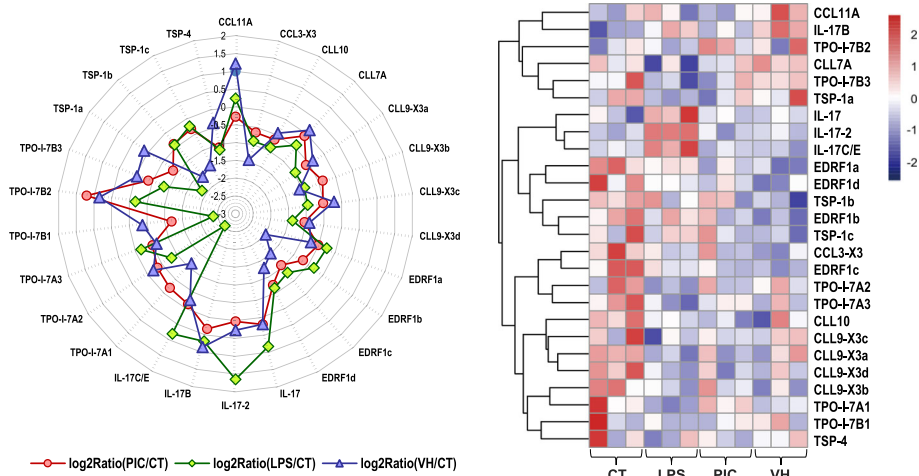 CCL11A
CCL3-X3
CLL10
CLL7A
CLL9-X3a
CLL9-X3b
CLL9-X3c
CLL9-X3d
EDRF1a
EDRF1b
EDRF1c
EDRF1d
IL-17
IL-17-2
IL-17B
IL-17C/E
TPO-I-7A1
TPO-I-7A2
TPO-I-7A3
TPO-I-7B1
TPO-I-7B2
TPO-I-7B3
TSP-1a
TSP-1b
TSP-1c
TSP-4
2
1.5
1
0
-1.5
-2
-2.5
-3
log2Ratio(PIC/CT)
log2Ratio(LPS/CT)
log2Ratio(VH/CT)
CCL11A
IL-17B
TPO-I-7B2
CLL7A
TPO-I-7B3
TSP-1a
IL-17
IL-17-2
IL-17C/E
EDRF1a
EDRF1d
TSP-1b
EDRF1b
TSP-1c
CCL3-X3
EDRF1c
TPO-I-7A2
TPO-I-7A3
CLL10
CLL9-X3c
CLL9-X3a
CLL9-X3d
CLL9-X3b
TPO-I-7A1
TPO-I-7B1
TSP-4
CT LPS PIC VH
2
1
0
-1
-2